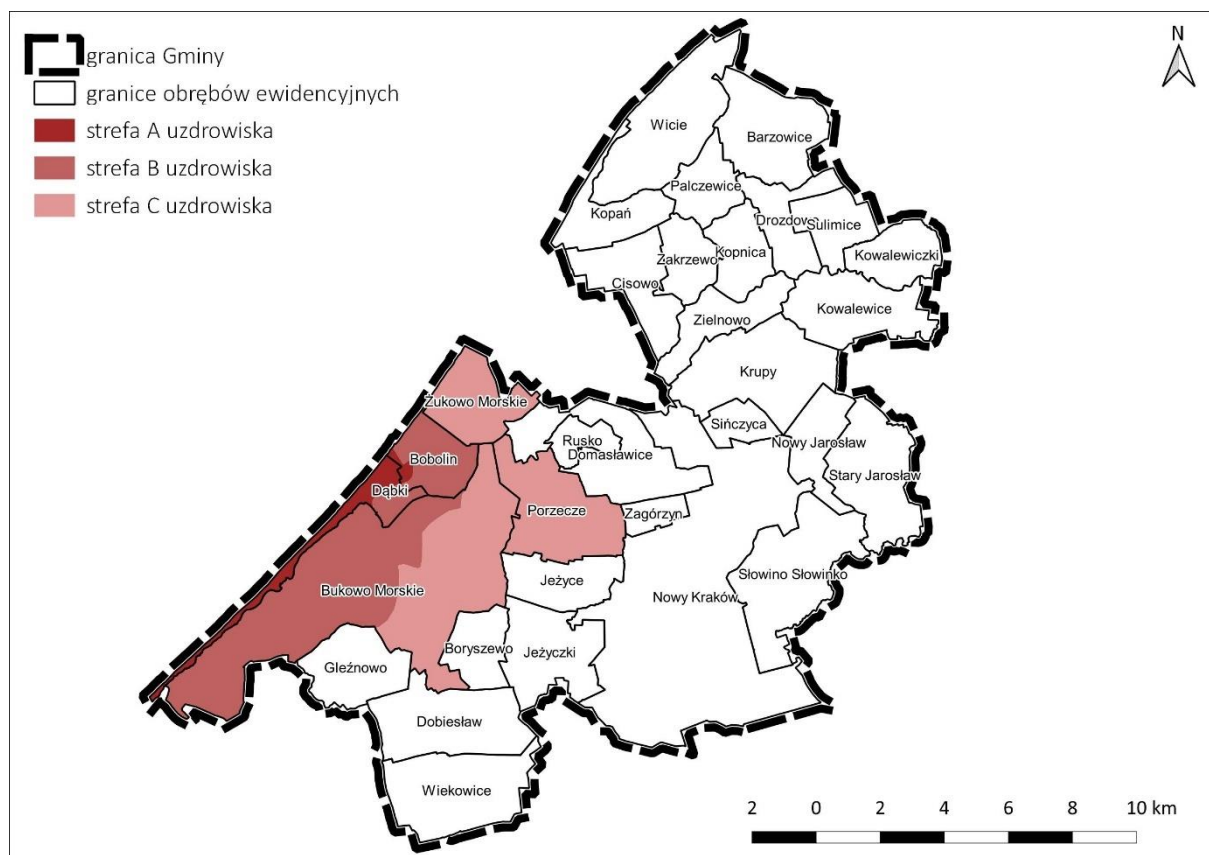 granica Gminy
granice obrębów ewidencyjnych
strefa A uzdrowiska
strefa B uzdrowiska
strefa C uzdrowiska
N
Wicie
Barzowice
Palczewice
Kopań
Drozdowo
Sulimice
Kopnica
Zakrzewo
Kowalewiczki
Cisowo
Kowalewice
Zielnowo
Krupy
Żukowo Morskie
Sińczyca
Rusko
Nowy Jarosław
Domasławice
Bobolin
Stary Jarosław
Dąbki
Porzecze
Zagórzyn
Słowino Słowinko
Jeżyce
Bukowo Morskie
Nowy Kraków
Boryszewo
Jeżyczki
Gleźnowo
Dobiesław
Wiekowice
2 0 2 4 6 8 10 km